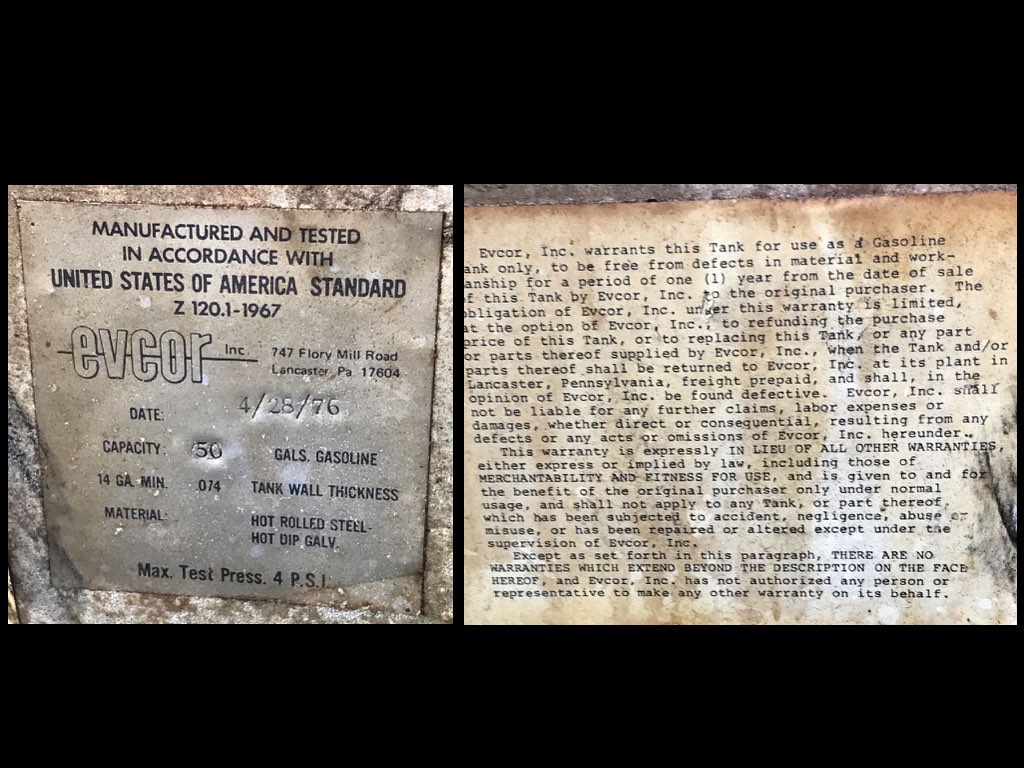 MANUFACTURED AND TESTED
IN ACCORDANCE WITH
UNITED STATES OF AMERICA STANDARD
Z 120.1-1967
evcor Inc. 747 Flory Mill Road
Lancaster, Pa 17604
DATE: 4/28/76
CAPACITY: 50 GALS. GASOLINE
14 GA. MIN. .074 TANK WALL THICKNESS
MATERIAL: HOT ROLLED STEEL-
HOT DIP GALV.
Max. Test Press. 4 P.S.I.
Evcor, Inc. warrants this Tank for use as a Gasoline
ank only, to be free from defects in material and work-
anship for a period of one (1) year from the date of sale
f this Tank by Evcor, Inc. to the original purchaser. The
bligation of Evcor, Inc. under this warranty is limited,
at the option of Evcor, Inc., to refunding the purchase
price of this Tank, or to replacing this Tank, or any part
or parts thereof supplied by Evcor, Inc., when the Tank and/or
parts thereof shall be returned to Evcor, Inc. at its plant in
Lancaster, Pennsylvania, freight prepaid, and shall, in the
opinion of Evcor, Inc. be found defective. Evcor, Inc. shall
not be liable for any further claims, labor expenses or
damages, whether direct or consequential, resulting from any
defects or any acts or omissions of Evcor, Inc. hereunder.
This warranty is expressly IN LIEU OF ALL OTHER WARRANTIES,
either express or implied by law, including those of
MERCHANTABILITY AND FITNESS FOR USE, and is given to and for
the benefit of the original purchaser only under normal
usage, and shall not apply to any Tank, or part thereof,
which has been subjected to accident, negligence, abuse or
misuse, or has been repaired or altered except under the
supervision of Evcor, Inc.
Except as set forth in this paragraph, THERE ARE NO
WARRANTIES WHICH EXTEND BEYOND THE DESCRIPTION ON THE FACE
HEREOF, and Evcor, Inc. has not authorized any person or
representative to make any other warranty on its behalf.